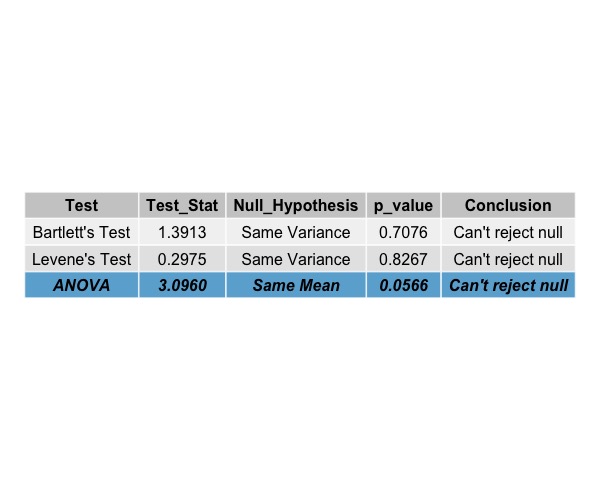 Test Test_Stat Null_Hypothesis p_value Conclusion
Bartlett's Test 1.3913 Same Variance 0.7076 Can't reject null
Levene's Test 0.2975 Same Variance 0.8267 Can't reject null
ANOVA 3.0960 Same Mean 0.0566 Can't reject null